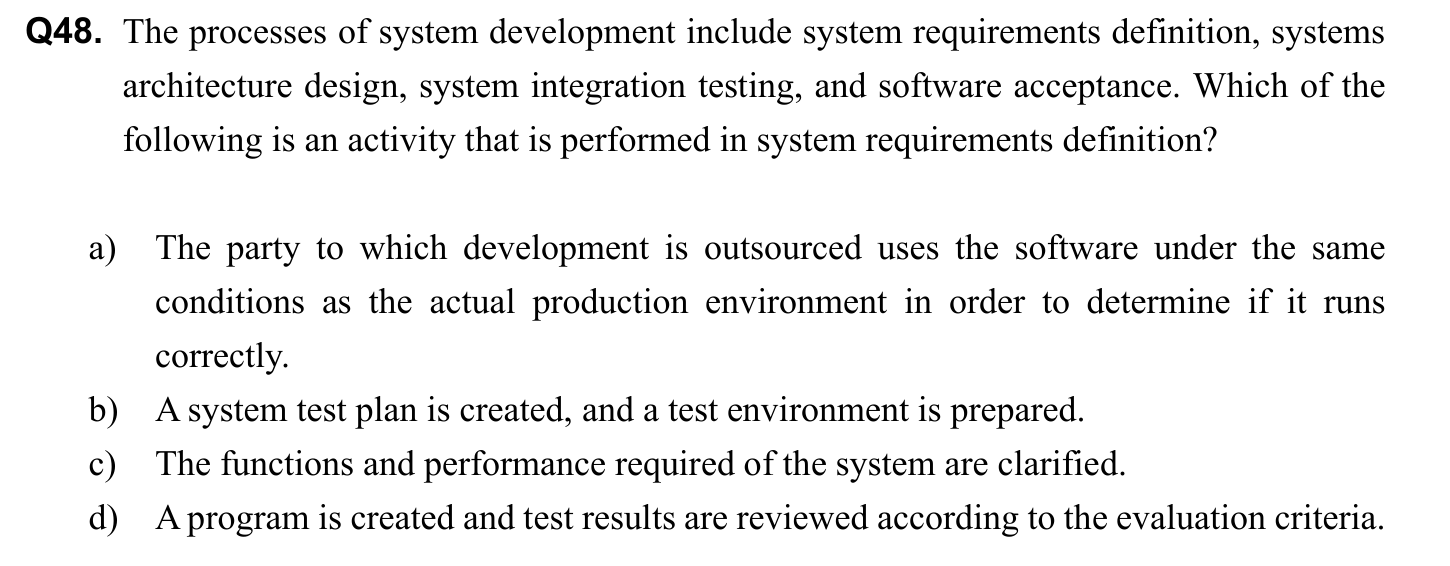 Q48. The processes of system development include system requirements definition, systems
architecture design, system integration testing, and software acceptance. Which of the
following is an activity that is performed in system requirements definition?
a) The party to which development is outsourced uses the software under the same
conditions as the actual production environment in order to determine if it runs
correctly.
b) A system test plan is created, and a test environment is prepared.
c) The functions and performance required of the system are clarified.
d) A program is created and test results are reviewed according to the evaluation criteria.